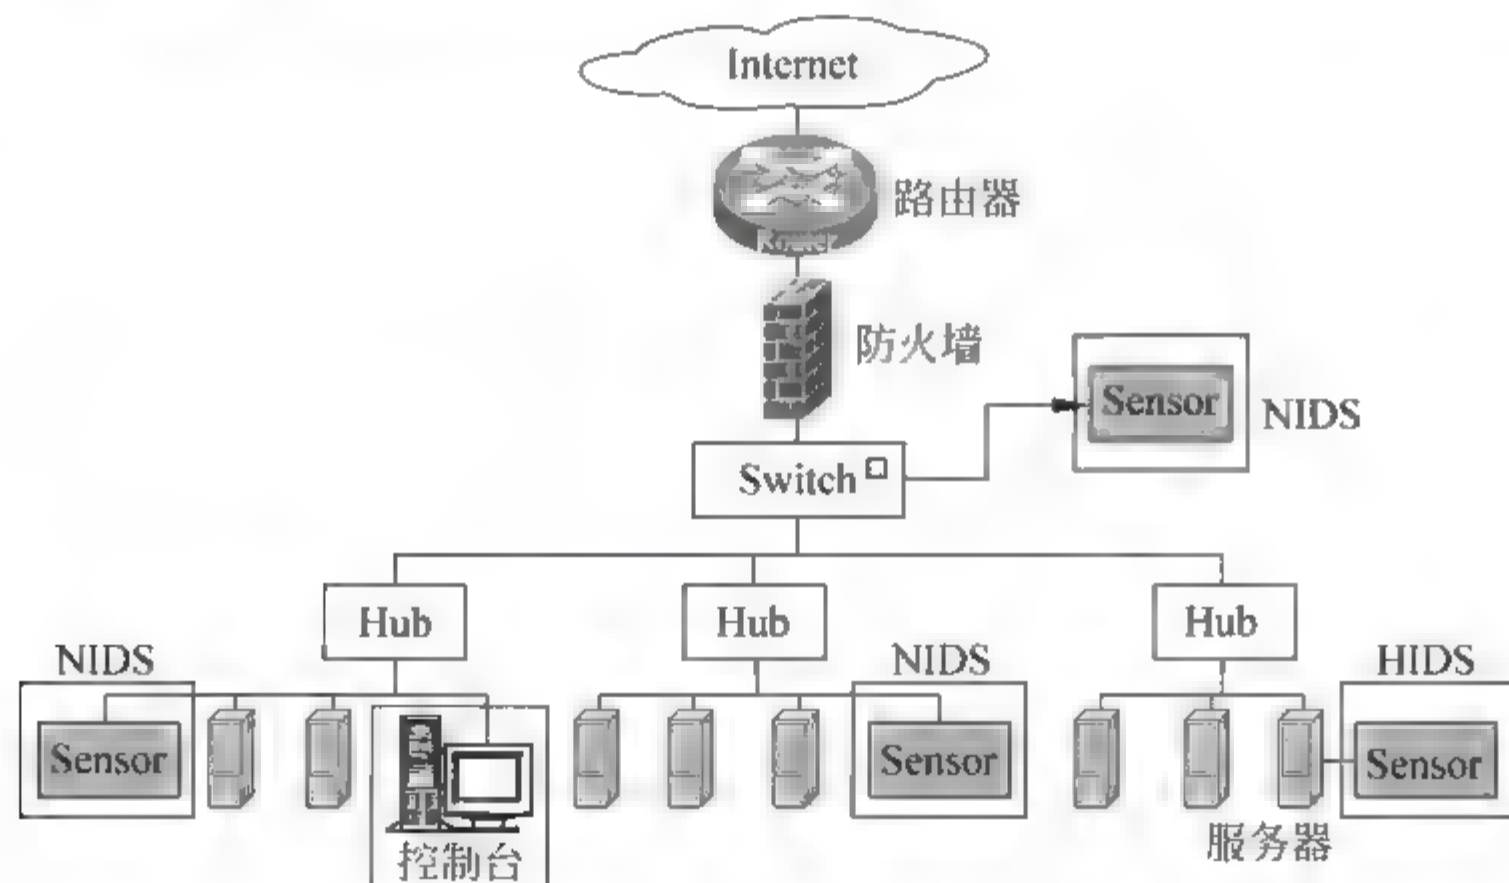 Internet
路由器
Router
防火墙
Sensor
NIDS
Switch
Hub
Hub
Hub
NIDS
NIDS
HIDS
Sensor
Sensor
Sensor
控制台
服务器